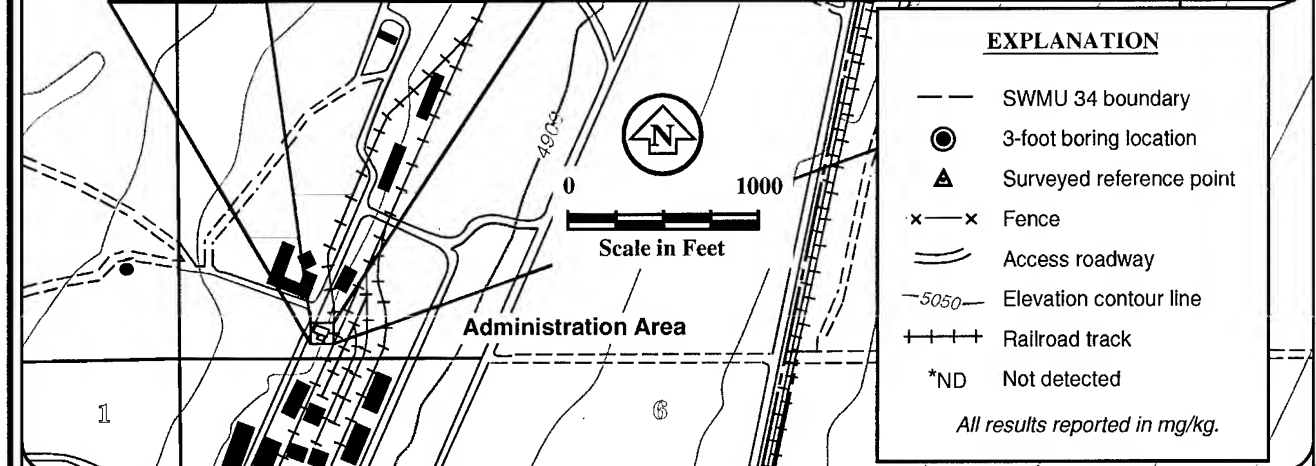 4908
N
0 1000
Scale in Feet
Administration Area
1
6
EXPLANATION
SWMU 34 boundary
3-foot boring location
Surveyed reference point
Fence
Access roadway
5050 Elevation contour line
Railroad track
*ND Not detected
All results reported in mg/kg.